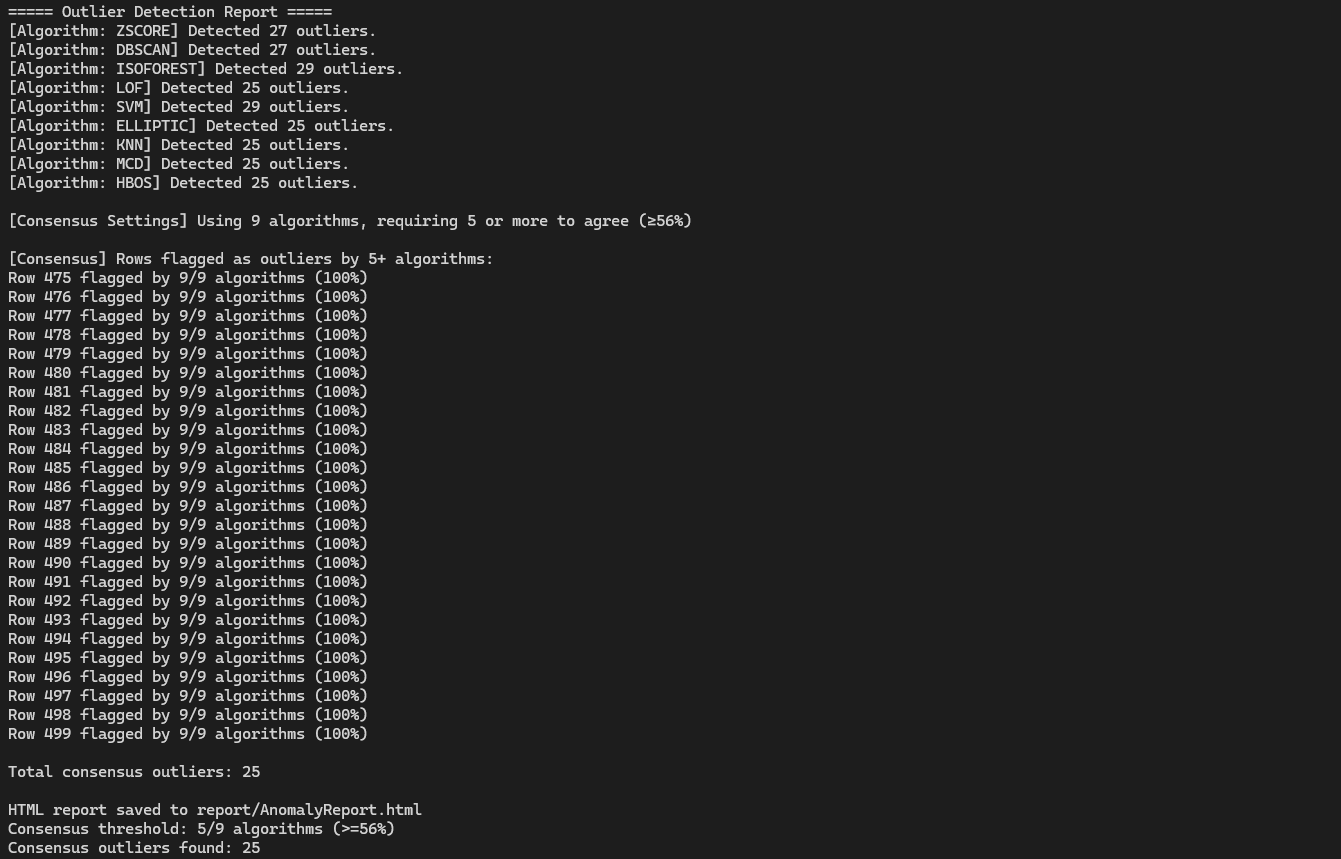 ===== Outlier Detection Report =====
[Algorithm: ZSCORE] Detected 27 outliers.
[Algorithm: DBSCAN] Detected 27 outliers.
[Algorithm: ISOFOREST] Detected 29 outliers.
[Algorithm: LOF] Detected 25 outliers.
[Algorithm: SVM] Detected 29 outliers.
[Algorithm: ELLIPTIC] Detected 25 outliers.
[Algorithm: KNN] Detected 25 outliers.
[Algorithm: MCD] Detected 25 outliers.
[Algorithm: HBOS] Detected 25 outliers.
[Consensus Settings] Using 9 algorithms, requiring 5 or more to agree (≥56%)
[Consensus] Rows flagged as outliers by 5+ algorithms:
Row 475 flagged by 9/9 algorithms (100%)
Row 476 flagged by 9/9 algorithms (100%)
Row 477 flagged by 9/9 algorithms (100%)
Row 478 flagged by 9/9 algorithms (100%)
Row 479 flagged by 9/9 algorithms (100%)
Row 480 flagged by 9/9 algorithms (100%)
Row 481 flagged by 9/9 algorithms (100%)
Row 482 flagged by 9/9 algorithms (100%)
Row 483 flagged by 9/9 algorithms (100%)
Row 484 flagged by 9/9 algorithms (100%)
Row 485 flagged by 9/9 algorithms (100%)
Row 486 flagged by 9/9 algorithms (100%)
Row 487 flagged by 9/9 algorithms (100%)
Row 488 flagged by 9/9 algorithms (100%)
Row 489 flagged by 9/9 algorithms (100%)
Row 490 flagged by 9/9 algorithms (100%)
Row 491 flagged by 9/9 algorithms (100%)
Row 492 flagged by 9/9 algorithms (100%)
Row 493 flagged by 9/9 algorithms (100%)
Row 494 flagged by 9/9 algorithms (100%)
Row 495 flagged by 9/9 algorithms (100%)
Row 496 flagged by 9/9 algorithms (100%)
Row 497 flagged by 9/9 algorithms (100%)
Row 498 flagged by 9/9 algorithms (100%)
Row 499 flagged by 9/9 algorithms (100%)
Total consensus outliers: 25
HTML report saved to report/AnomalyReport.html
Consensus threshold: 5/9 algorithms (>=56%)
Consensus outliers found: 25